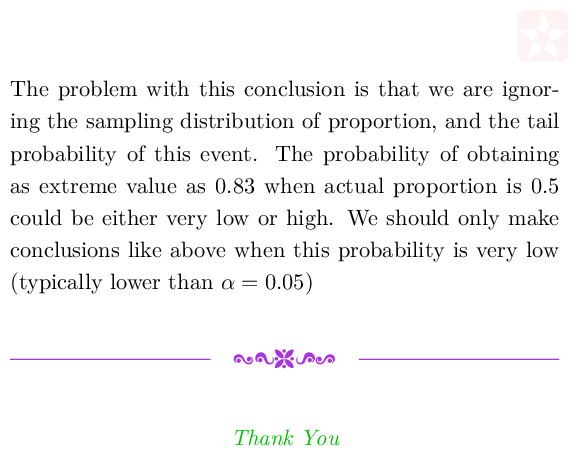 The problem with this conclusion is that we are ignor-
ing the sampling distribution of proportion, and the tail
probability of this event. The probability of obtaining
as extreme value as 0.83 when actual proportion is 0.5
could be either very low or high. We should only make
conclusions like above when this probability is very low
(typically lower than α = 0.05)
Thank You